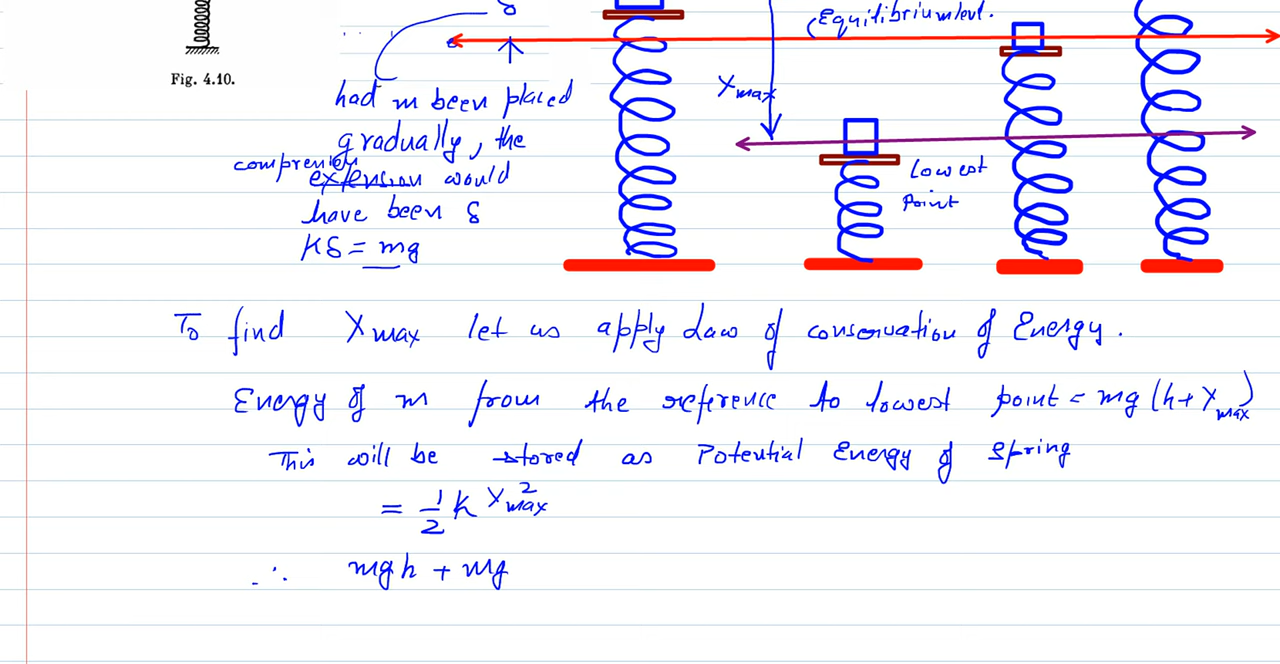 Fig. 4.10.
δ
(Equilibrium level.
had m been placed
gradually, the
compression
extension would
have been δ
Kδ = mg
Xmax
Lowest
Point
To find Xmax let us apply Law of conservation of Energy.
Energy of m from the reference to lowest point = mg (h + Xmax)
This will be stored as Potential Energy of Spring
= 1/2 K X²max
∴ mgh + mg